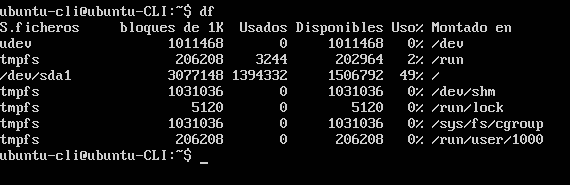 ubuntu-cli@ubuntu-CLI:~$ df
S.ficheros     bloques de 1K  Usados Disponibles Uso% Montado en
udev                 1011468       0     1011468   0% /dev
tmpfs                 206208    3244      202964   2% /run
/dev/sda1            3077148 1394332     1506792  49% /
tmpfs                1031036       0     1031036   0% /dev/shm
tmpfs                   5120       0        5120   0% /run/lock
tmpfs                1031036       0     1031036   0% /sys/fs/cgroup
tmpfs                 206208       0      206208   0% /run/user/1000
ubuntu-cli@ubuntu-CLI:~$ _